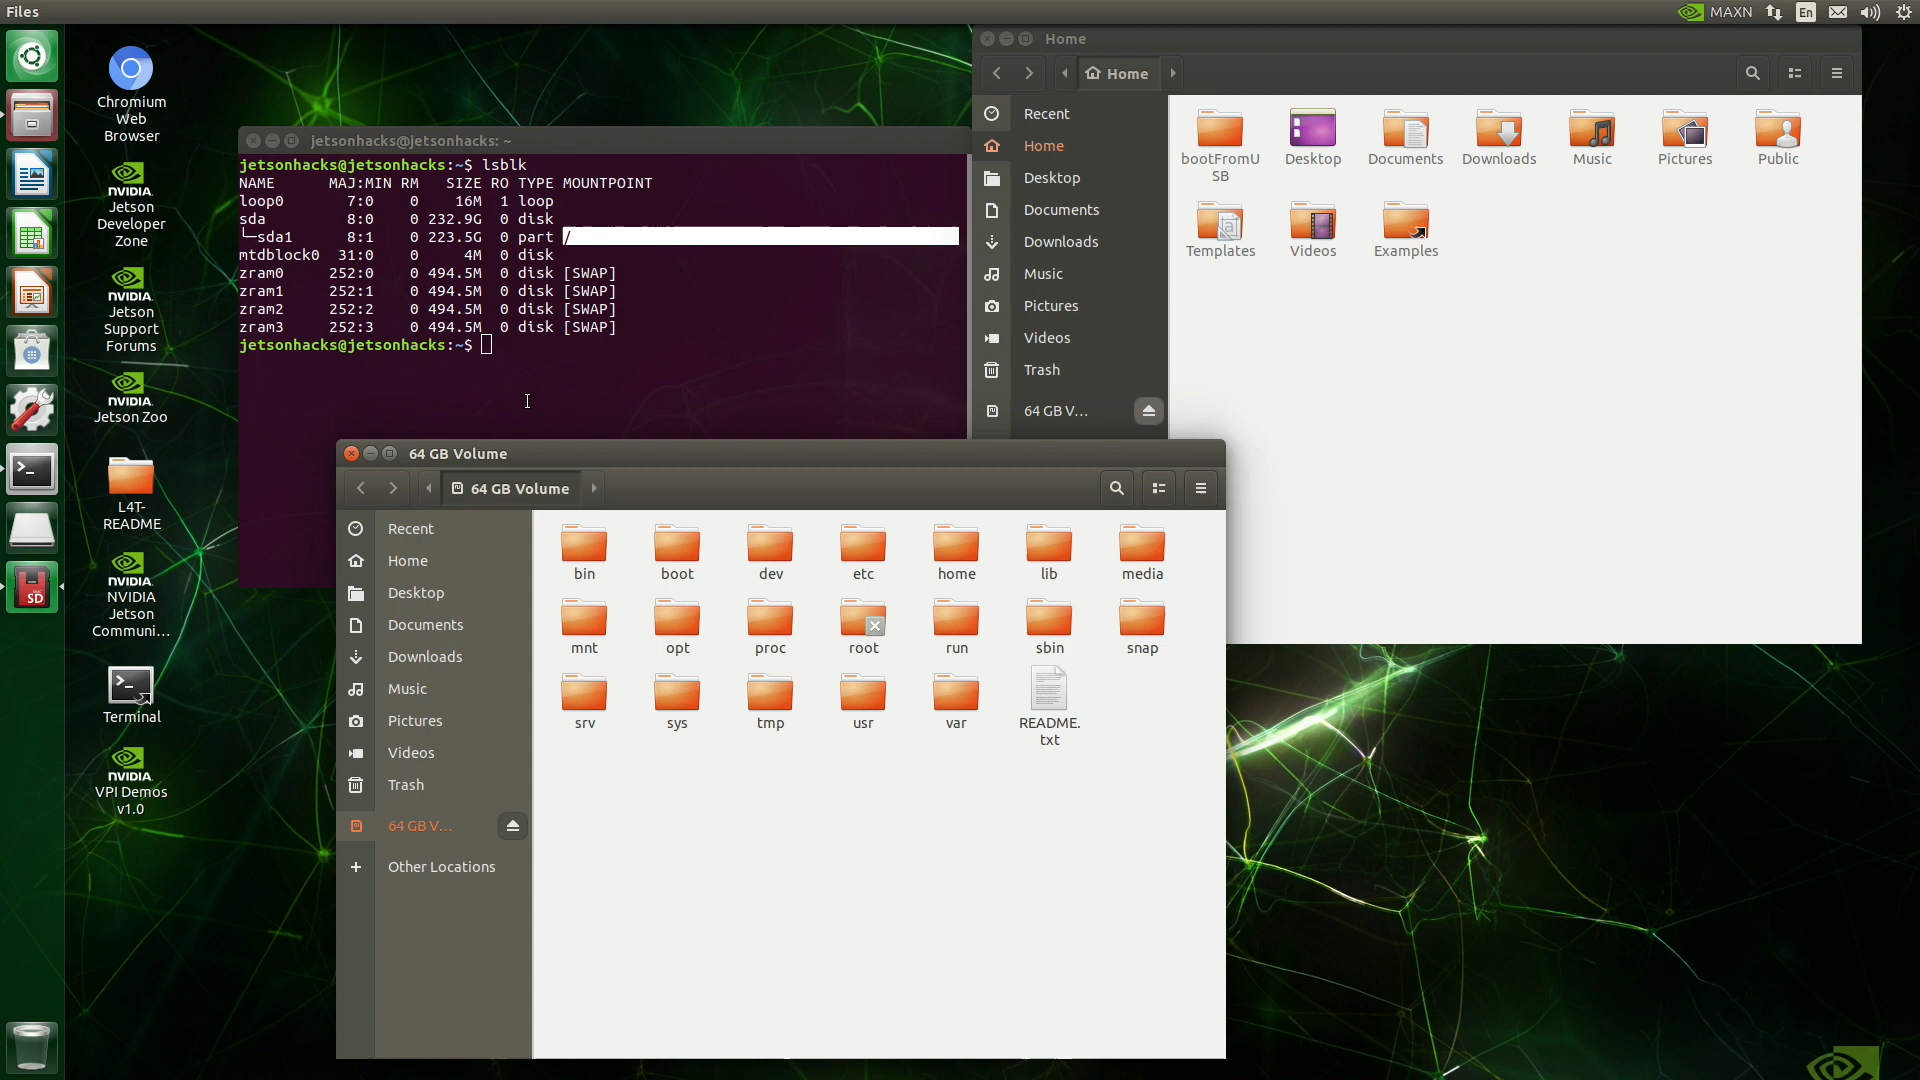 Files
MAXN
En
Chromium
Web
Browser
NVIDIA.
Jetson
Developer
Zone
NVIDIA.
Jetson
Support
Forums
NVIDIA.
Jetson Zoo
L4T-
README
NVIDIA.
NVIDIA
Jetson
Communi...
Terminal
NVIDIA.
VPI Demos
v1.0
SD
jetsonhacks@jetsonhacks: ~
jetsonhacks@jetsonhacks:~$ lsblk
NAME      MAJ:MIN RM   SIZE RO TYPE MOUNTPOINT
loop0       7:0    0    16M  1 loop
sda         8:0    0 232.9G  0 disk
└─sda1      8:1    0 223.5G  0 part /
mtdblock0  31:0    0     4M  0 disk
zram0     252:0    0 494.5M  0 disk [SWAP]
zram1     252:1    0 494.5M  0 disk [SWAP]
zram2     252:2    0 494.5M  0 disk [SWAP]
zram3     252:3    0 494.5M  0 disk [SWAP]
jetsonhacks@jetsonhacks:~$
Home
Home
Recent
Home
Desktop
Documents
Downloads
Music
Pictures
Videos
Trash
64 GB V...
bootFromU
SB
Desktop
Documents
Downloads
Music
Pictures
Public
Templates
Videos
Examples
64 GB Volume
64 GB Volume
Recent
Home
Desktop
Documents
Downloads
Music
Pictures
Videos
Trash
64 GB V...
Other Locations
bin
boot
dev
etc
home
lib
media
mnt
opt
proc
root
run
sbin
snap
srv
sys
tmp
usr
var
README.
txt